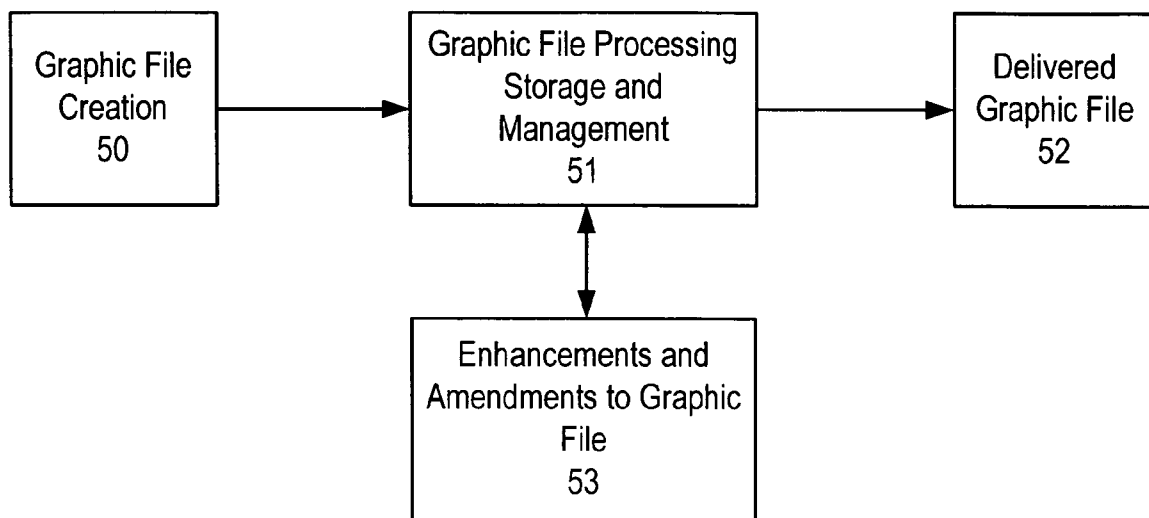 Graphic File
Creation
50
Graphic File Processing
Storage and
Management
51
Delivered
Graphic File
52
Enhancements and
Amendments to Graphic
File
53